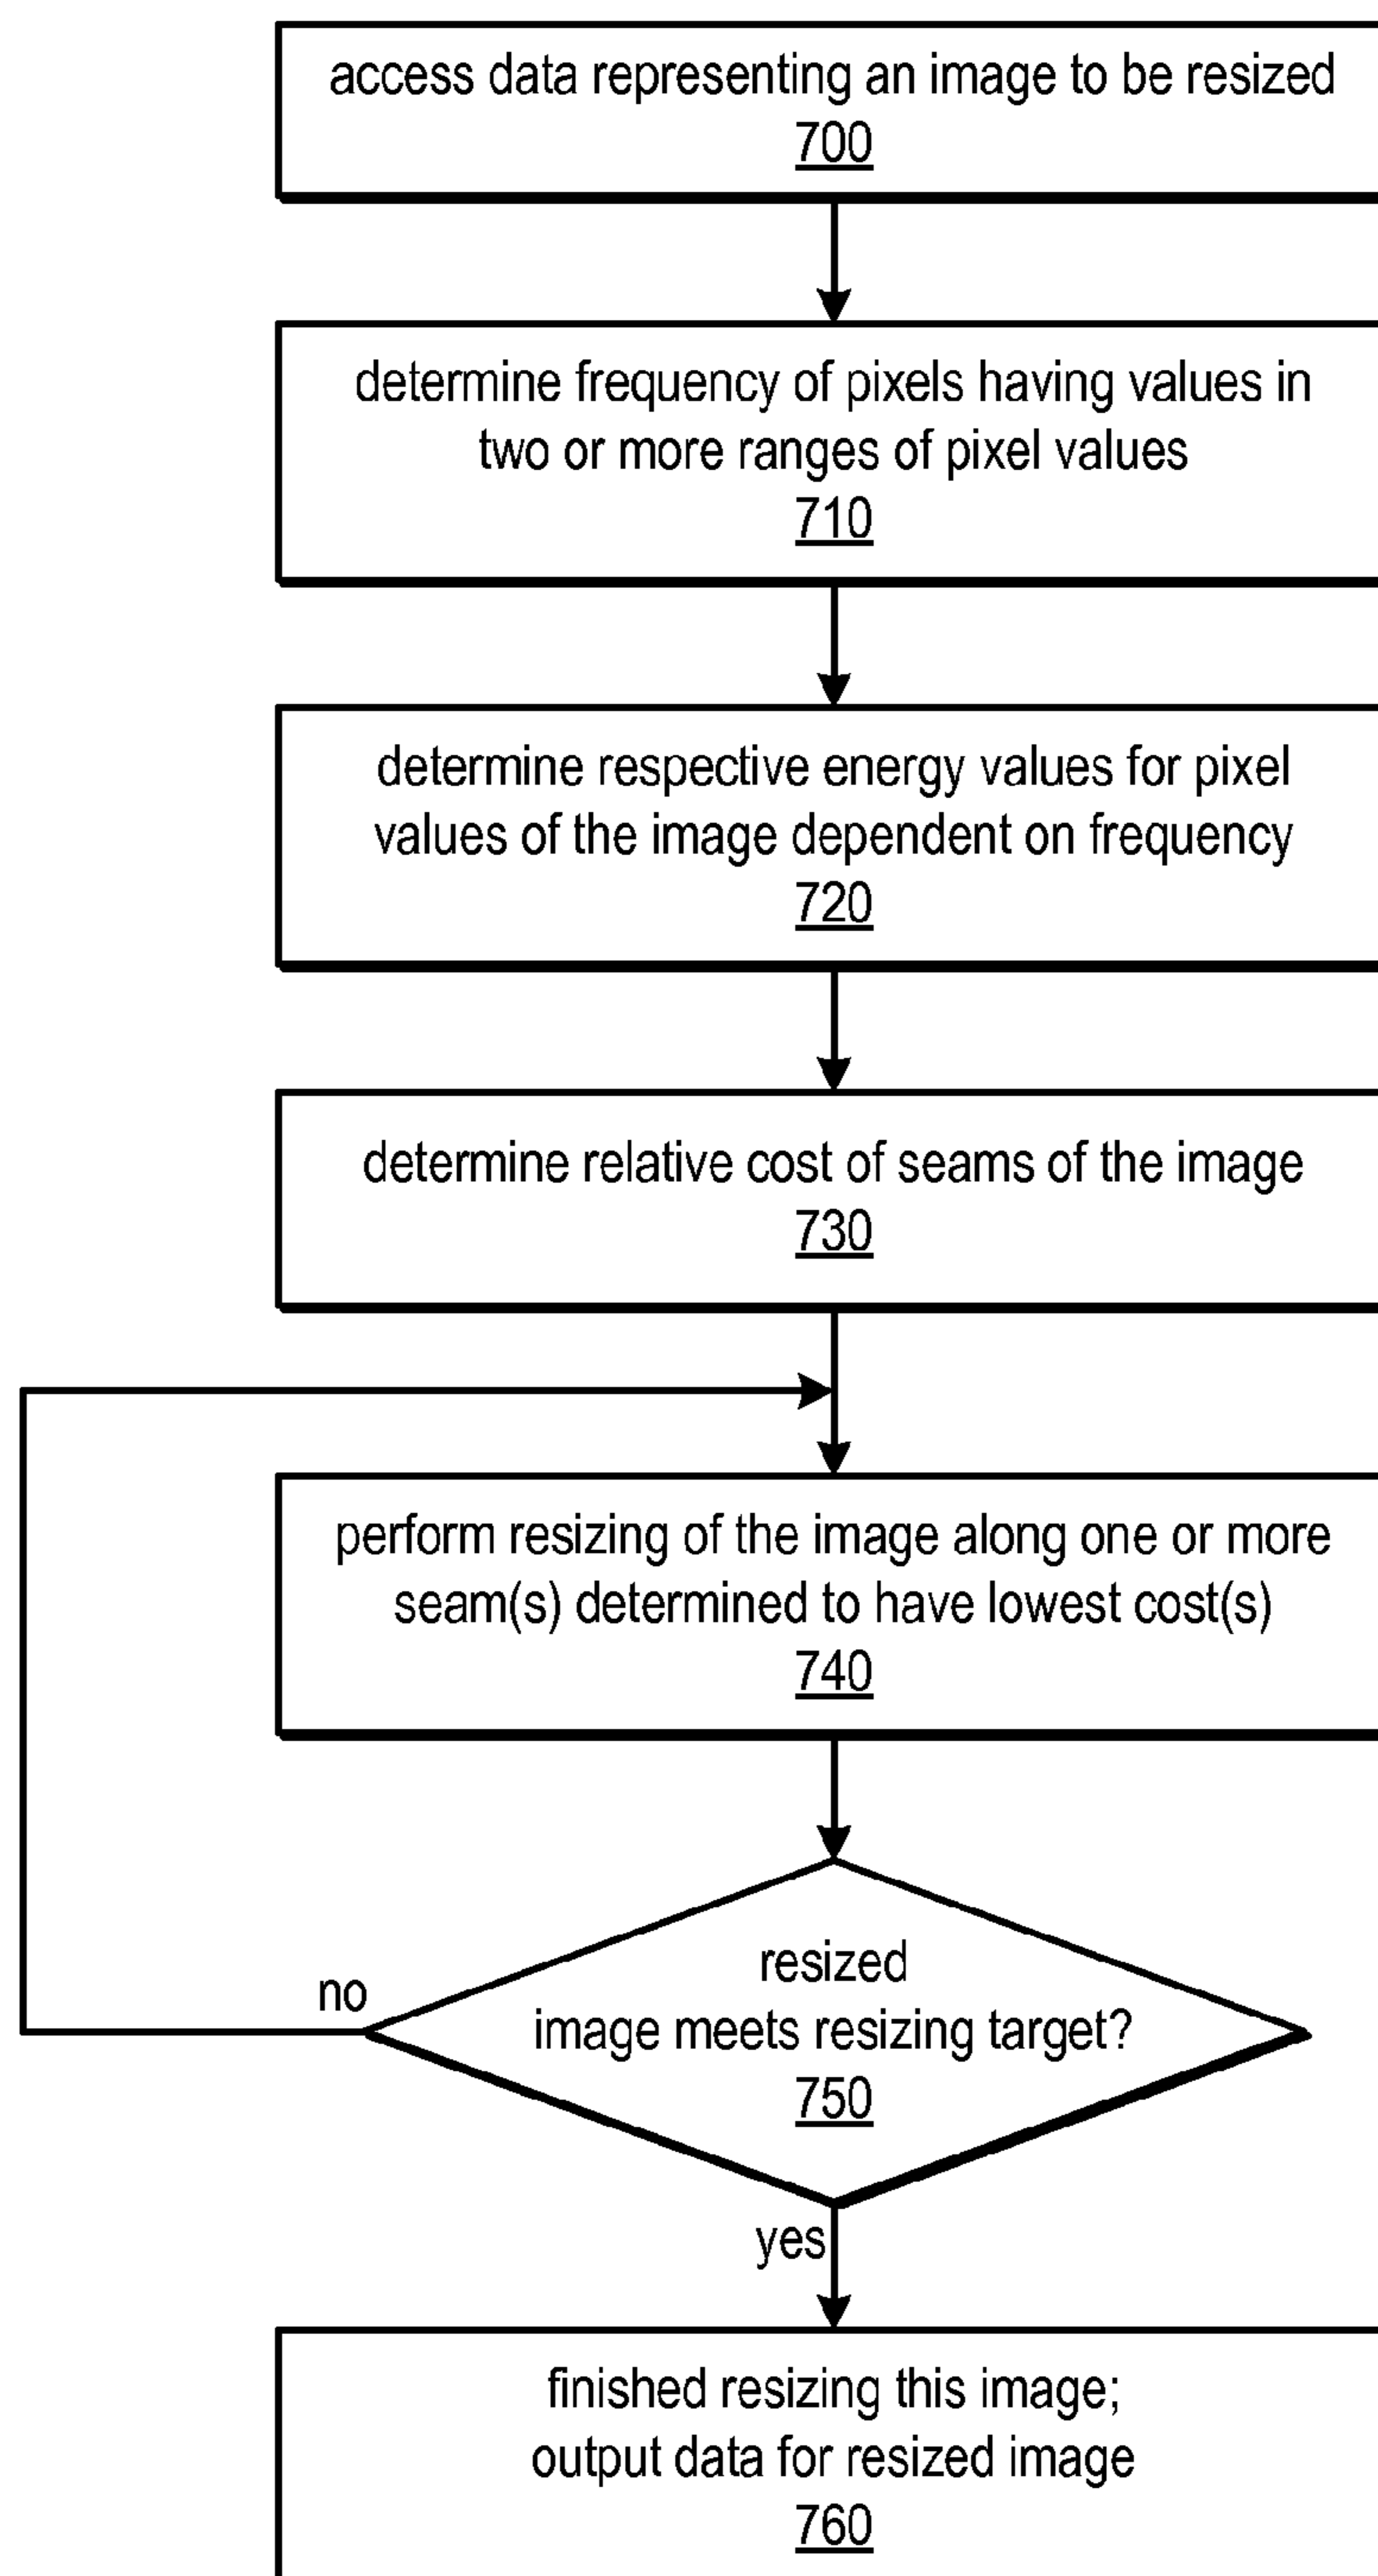 access data representing an image to be resized
700
determine frequency of pixels having values in
two or more ranges of pixel values
710
determine respective energy values for pixel
values of the image dependent on frequency
720
determine relative cost of seams of the image
730
perform resizing of the image along one or more
seam(s) determined to have lowest cost(s)
740
resized
no
image meets resizing target?
750
yes
finished resizing this image;
output data for resized image
760